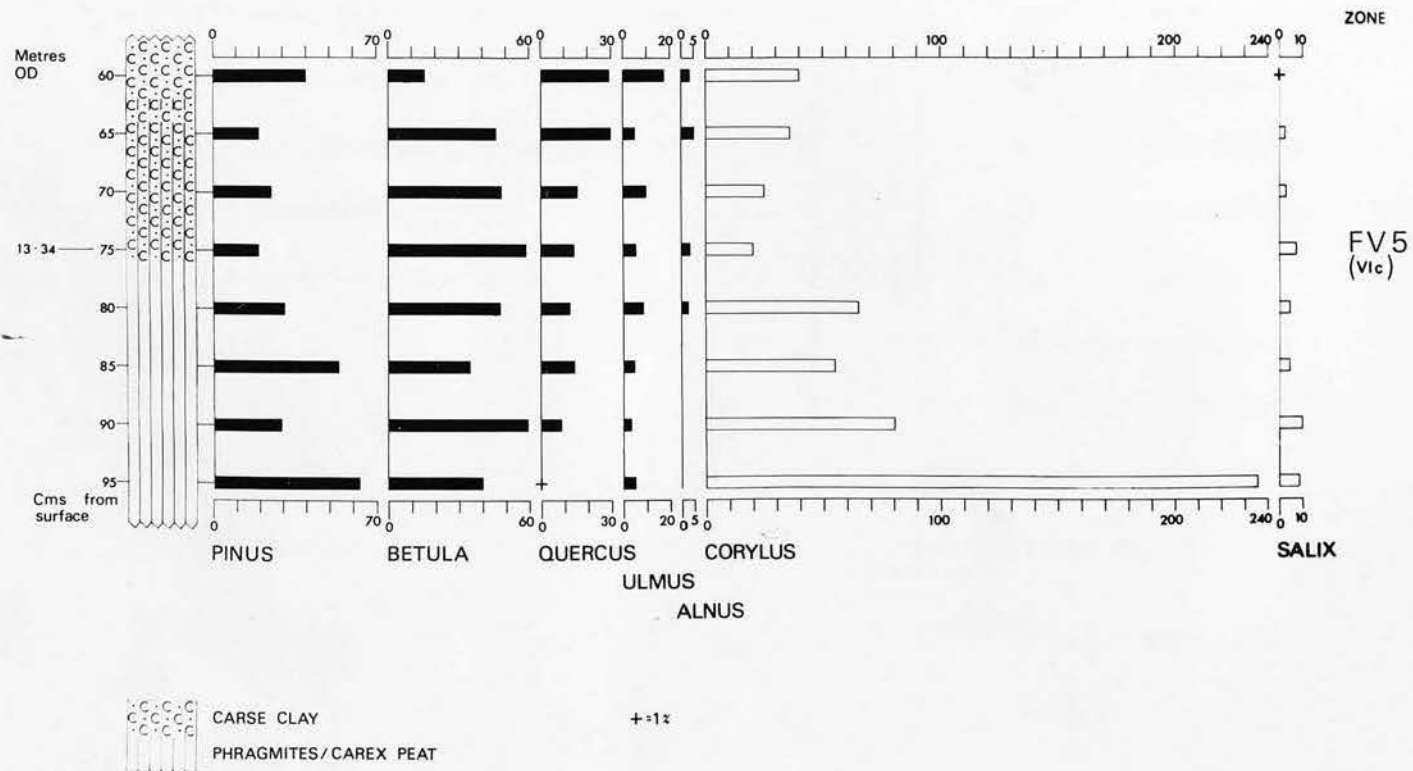 ZONE
0 70 0 60 0 30 0 20 0 5 0 100 200 240 0 10
Metres
OD
60
+
65
70
13·34
75
FV5
(VIc)
80
85
90
95
+
Cms from
surface
0 70 0 60 0 30 0 20 0 5 0 100 200 240 0 10
PINUS BETULA QUERCUS CORYLUS SALIX
ULMUS
ALNUS
CARSE CLAY +=1%
PHRAGMITES/CAREX PEAT